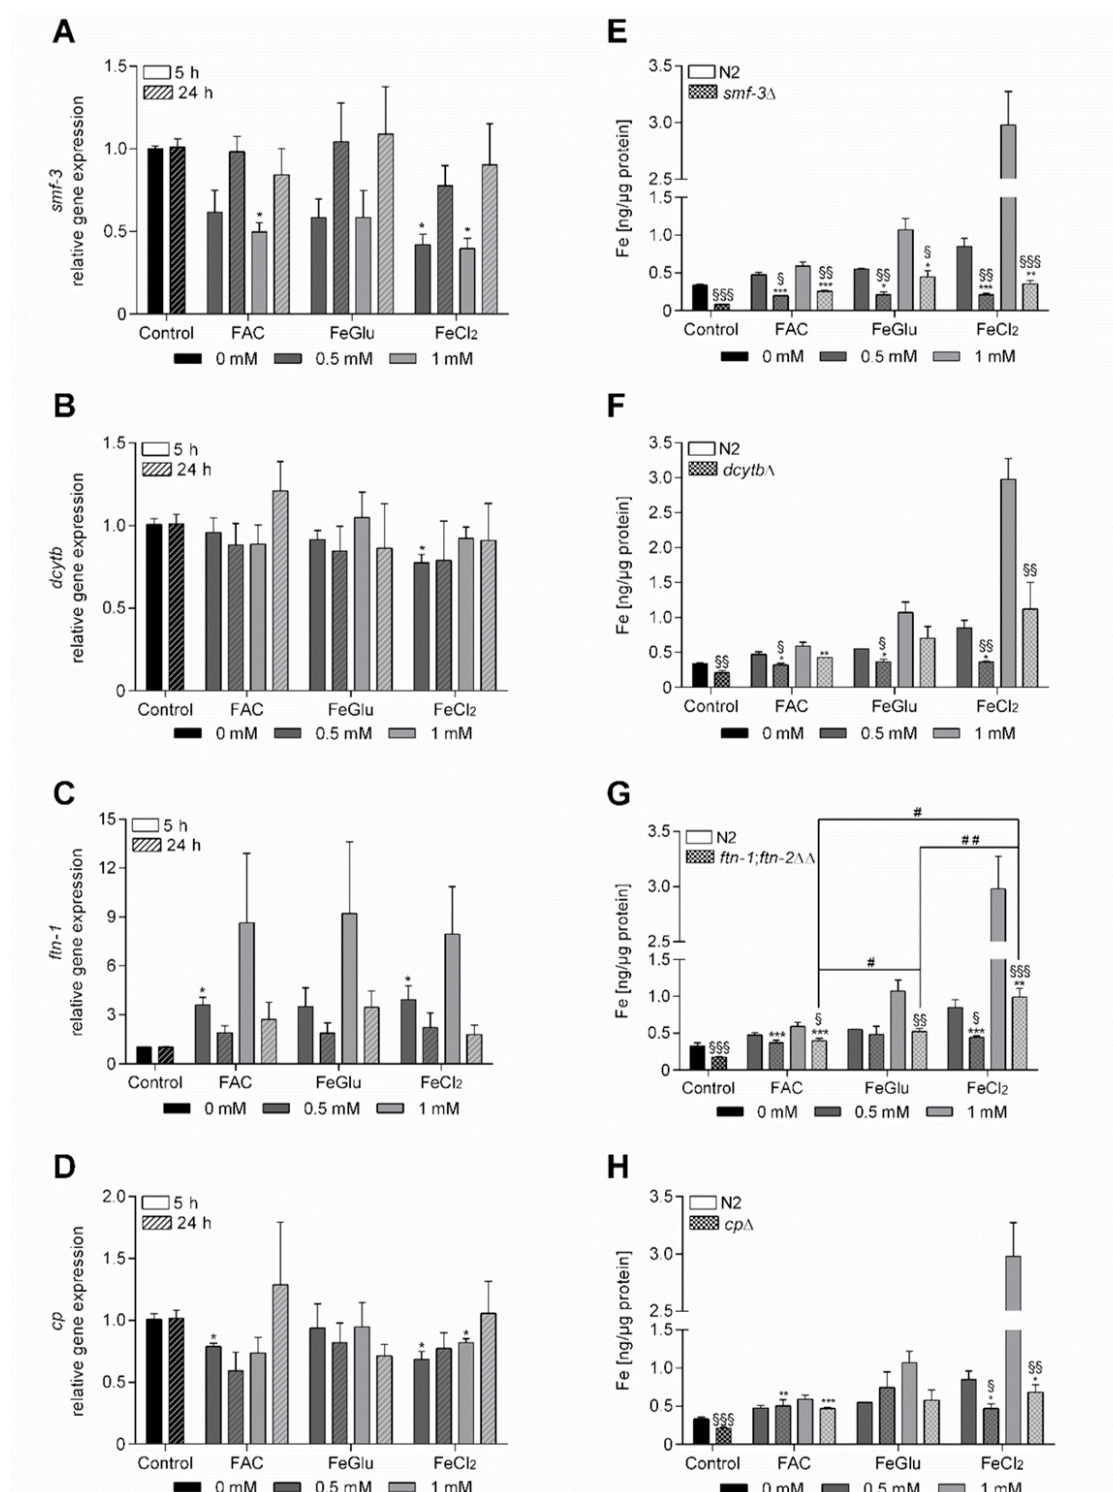 A
1.5
1.0
0.5
0
smf-3
relative gene expression
5 h
24 h
*
*
*
Control
FAC
FeGlu
FeCl2
0 mM
0.5 mM
1 mM
E
3.5
3.0
2.5
1.5
1.0
0.5
0
Fe [ng/µg protein]
N2
smf-3Δ
§§§
§
***
§§
***
§§
*
§
*
§§
***
§§§
**
Control
FAC
FeGlu
FeCl2
0 mM
0.5 mM
1 mM
B
1.5
1.0
0.5
0
dcytb
relative gene expression
5 h
24 h
*
Control
FAC
FeGlu
FeCl2
0 mM
0.5 mM
1 mM
F
3.5
3.0
2.5
2.0
1.5
1.0
0.5
0
Fe [ng/µg protein]
N2
dcytbΔ
§§
§
*
**
§
*
§§
*
§§
Control
FAC
FeGlu
FeCl2
0 mM
0.5 mM
1 mM
C
15
12
9
6
3
0
ftn-1
relative gene expression
5 h
24 h
*
*
Control
FAC
FeGlu
FeCl2
0 mM
0.5 mM
1 mM
G
3.5
3.0
2.5
1.5
1.0
0.5
0
Fe [ng/µg protein]
N2
ftn-1;ftn-2ΔΔ
#
##
#
§§§
***
§
***
§§
§
***
§§§
**
Control
FAC
FeGlu
FeCl2
0 mM
0.5 mM
1 mM
D
2.0
1.5
1.0
0.5
0
cp
relative gene expression
5 h
24 h
*
*
*
Control
FAC
FeGlu
FeCl2
0 mM
0.5 mM
1 mM
H
3.5
3.0
2.5
1.5
1.0
0.5
0
Fe [ng/µg protein]
N2
cpΔ
§§§
**
***
§
*
§§
*
Control
FAC
FeGlu
FeCl2
0 mM
0.5 mM
1 mM